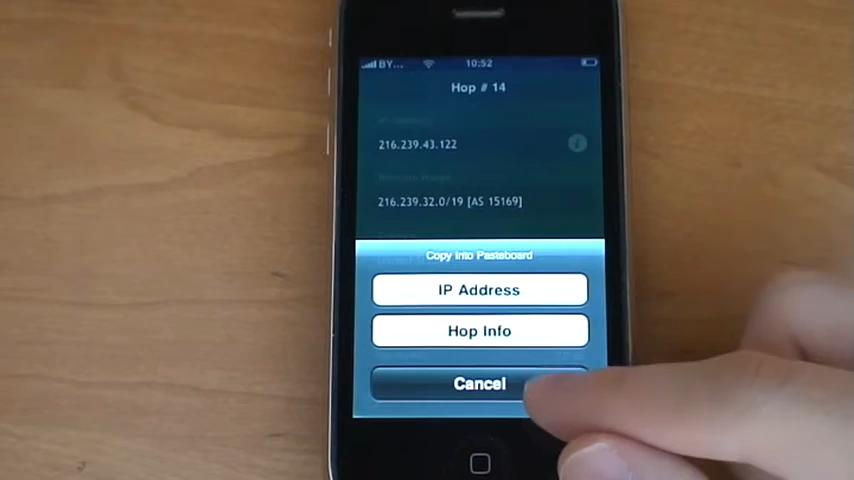 BY... 10:52
Hop # 14
216.239.43.122
216.239.32.0/19 [AS 15169]
Copy Into Pasteboard
IP Address
Hop Info
Cancel